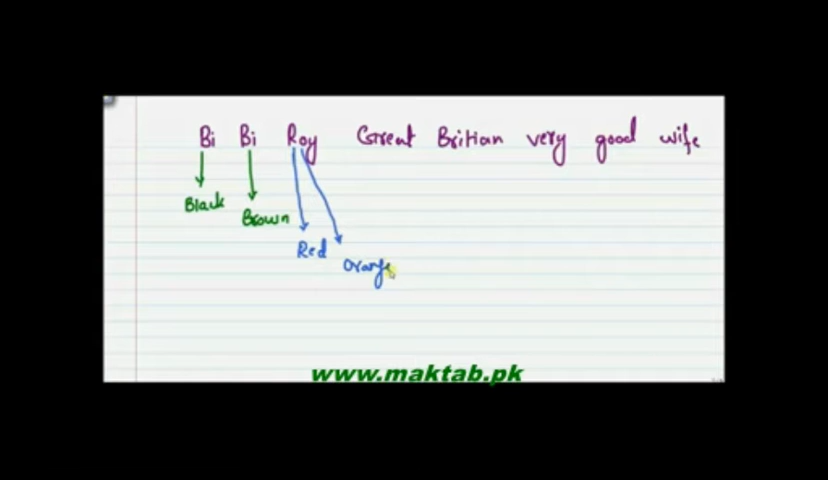 Bi Bi Roy Great Britian very good wife
Black
Brown
Red
orange
www.maktab.pk